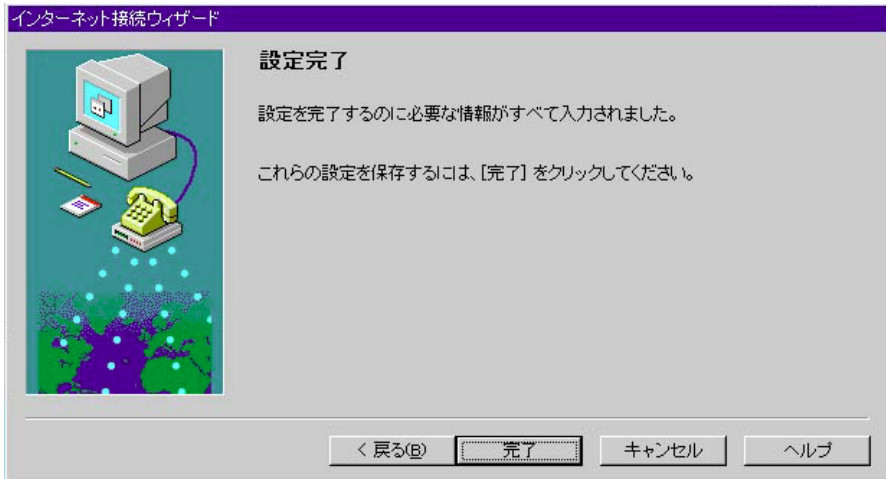 インターネット接続ウィザード
設定完了
設定を完了するのに必要な情報がすべて入力されました。
これらの設定を保存するには、[完了] をクリックしてください。
< 戻る(B)
完了
キャンセル
ヘルプ